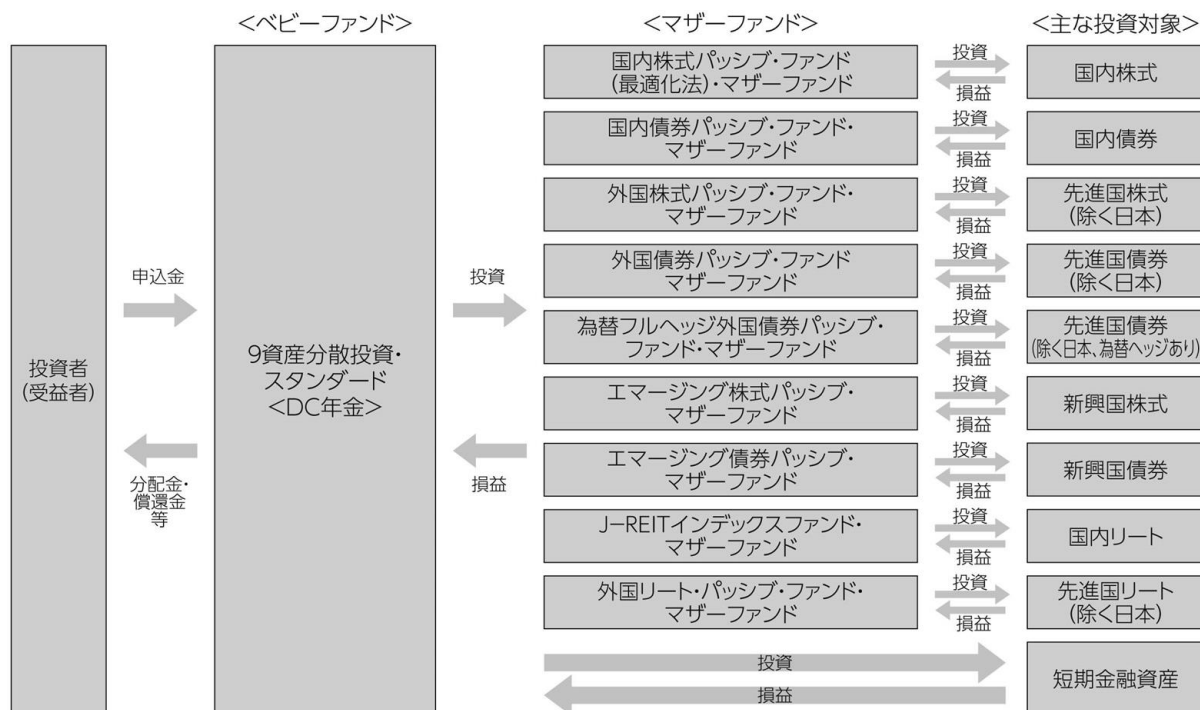 <ベビーファンド>
<マザーファンド>
<主な投資対象>
投資者
(受益者)
申込金
分配金・
償還金
等
9資産分散投資・
スタンダード
<DC年金>
投資
損益
国内株式パッシブ・ファンド
(最適化法)・マザーファンド
投資
損益
国内株式
国内債券パッシブ・ファンド・
マザーファンド
投資
損益
国内債券
外国株式パッシブ・ファンド・
マザーファンド
投資
損益
先進国株式
(除く日本)
外国債券パッシブ・ファンド
マザーファンド
投資
損益
先進国債券
(除く日本)
為替フルヘッジ外国債券パッシブ・
ファンド・マザーファンド
投資
損益
先進国債券
(除く日本、為替ヘッジあり)
エマージング株式パッシブ・
マザーファンド
投資
損益
新興国株式
エマージング債券パッシブ・
マザーファンド
投資
損益
新興国債券
J-REITインデックスファンド・
マザーファンド
投資
損益
国内リート
外国リート・パッシブ・ファンド・
マザーファンド
投資
損益
先進国リート
(除く日本)
投資
損益
短期金融資産